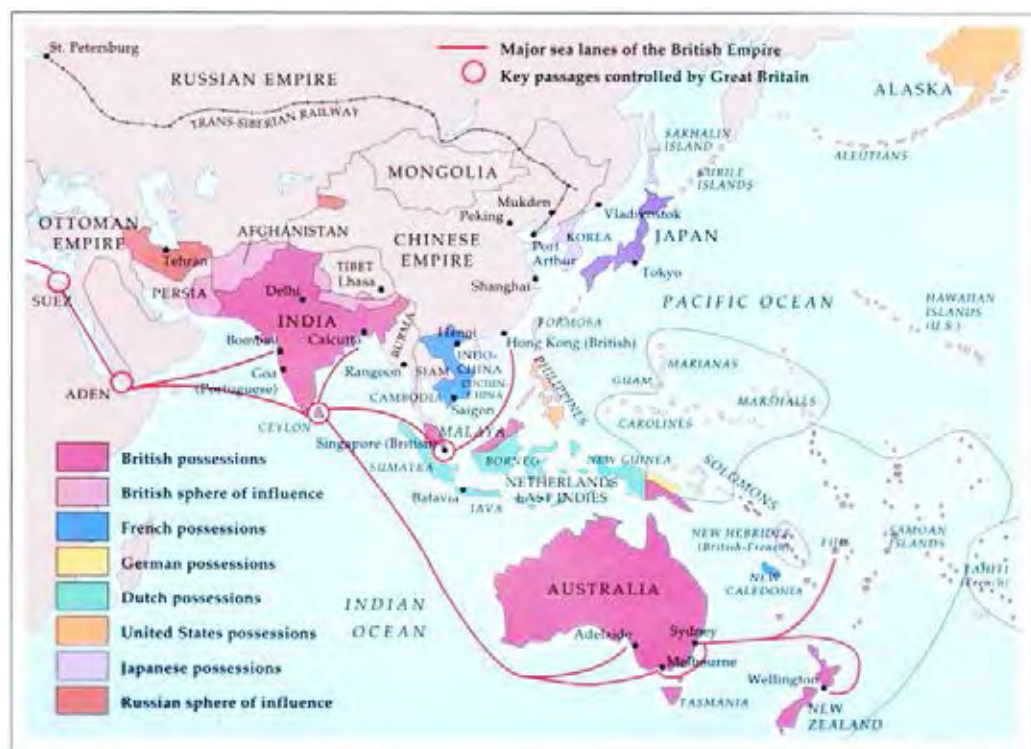 St. Petersburg
RUSSIAN EMPIRE
TRANS-SIBERIAN RAILWAY
Major sea lanes of the British Empire
Key passages controlled by Great Britain
ALASKA
ALEUTIANS
SAKHALIN
ISLAND
KURILE
ISLANDS
MONGOLIA
Mukden
Peking
Vladivostok
OTTOMAN
EMPIRE
AFGHANISTAN
CHINESE
EMPIRE
Port
Arthur
KOREA
JAPAN
Tehran
TIBET
Lhasa
Shanghai
Tokyo
SUEZ
PERSIA
Delhi
PACIFIC OCEAN
HAWAIIAN
ISLANDS
(U.S.)
INDIA
BURMA
Hanoi
FORMOSA
Bombay
Calcutta
Hong Kong (British)
INDO-
CHINA
MARIANAS
Goa
(Portuguese)
Rangoon
SIAM
COCHIN-
CHINA
PHILIPPINES
GUAM
ADEN
CAMBODIA
Saigon
MARSHALLS
CAROLINES
CEYLON
MALAYA
Singapore (British)
SUMATRA
BORNEO
NEW GUINEA
SOLOMONS
NETHERLANDS
EAST INDIES
Batavia
JAVA
British possessions
British sphere of influence
French possessions
German possessions
Dutch possessions
United States possessions
Japanese possessions
Russian sphere of influence
NEW HEBRIDES
(British-French)
FIJI
SAMOAN
ISLANDS
TAHITI
(French)
NEW
CALEDONIA
AUSTRALIA
INDIAN
OCEAN
Adelaide
Sydney
Melbourne
Wellington
TASMANIA
NEW
ZEALAND